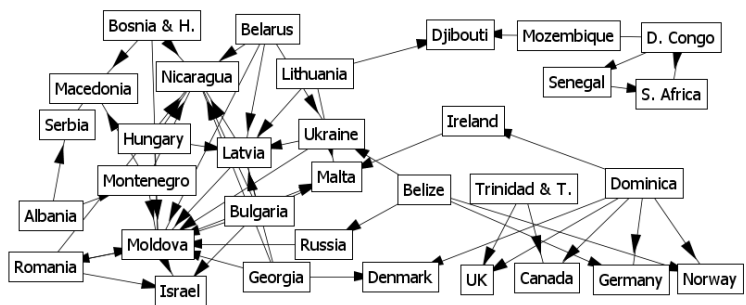 Bosnia & H.
Belarus
Djibouti
Mozambique
D. Congo
Macedonia
Nicaragua
Lithuania
Senegal
S. Africa
Serbia
Hungary
Latvia
Ukraine
Ireland
Montenegro
Malta
Belize
Trinidad & T.
Dominica
Albania
Bulgaria
Moldova
Russia
Romania
Israel
Georgia
Denmark
UK
Canada
Germany
Norway